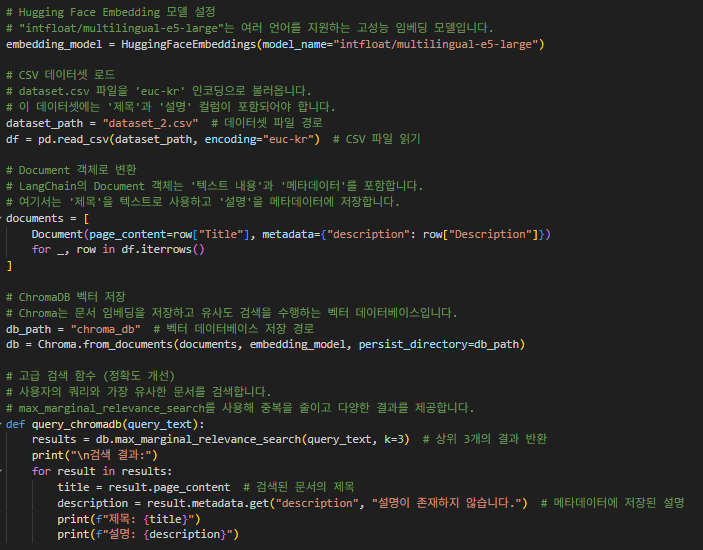 # Hugging Face Embedding 모델 설정
# "intfloat/multilingual-e5-large"는 여러 언어를 지원하는 고성능 임베딩 모델입니다.
embedding_model = HuggingFaceEmbeddings(model_name="intfloat/multilingual-e5-large")

# CSV 데이터셋 로드
# dataset.csv 파일을 'euc-kr' 인코딩으로 불러옵니다.
# 이 데이터셋에는 '제목'과 '설명' 컬럼이 포함되어야 합니다.
dataset_path = "dataset_2.csv"  # 데이터셋 파일 경로
df = pd.read_csv(dataset_path, encoding="euc-kr")  # CSV 파일 읽기

# Document 객체로 변환
# LangChain의 Document 객체는 '텍스트 내용'과 '메타데이터'를 포함합니다.
# 여기서는 '제목'을 텍스트로 사용하고 '설명'을 메타데이터에 저장합니다.
documents = [
    Document(page_content=row["Title"], metadata={"description": row["Description"]})
    for _, row in df.iterrows()
]

# ChromaDB 벡터 저장
# Chroma는 문서 임베딩을 저장하고 유사도 검색을 수행하는 벡터 데이터베이스입니다.
db_path = "chroma_db"  # 벡터 데이터베이스 저장 경로
db = Chroma.from_documents(documents, embedding_model, persist_directory=db_path)

# 고급 검색 함수 (정확도 개선)
# 사용자의 쿼리와 가장 유사한 문서를 검색합니다.
# max_marginal_relevance_search를 사용해 중복을 줄이고 다양한 결과를 제공합니다.
def query_chromadb(query_text):
    results = db.max_marginal_relevance_search(query_text, k=3)  # 상위 3개의 결과 반환
    print("\n검색 결과:")
    for result in results:
        title = result.page_content  # 검색된 문서의 제목
        description = result.metadata.get("description", "설명이 존재하지 않습니다.")  # 메타데이터에 저장된 설명
        print(f"제목: {title}")
        print(f"설명: {description}")